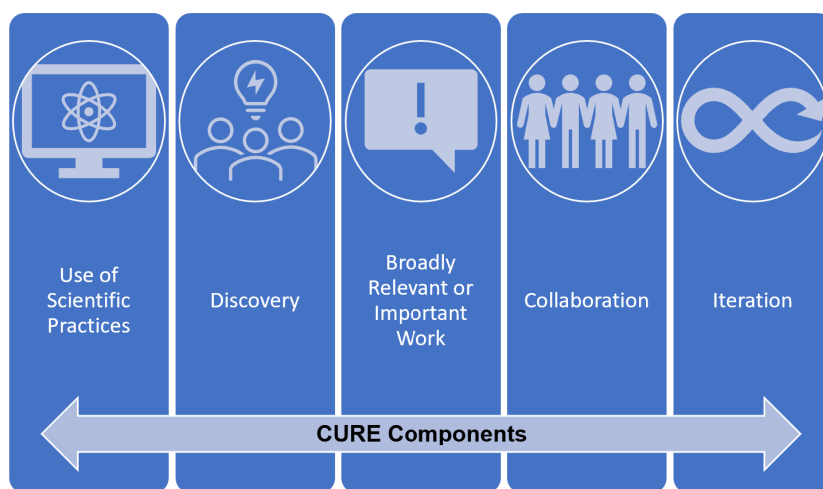 Use of
Scientific
Practices
Discovery
Broadly
Relevant or
Important
Work
Collaboration
Iteration
CURE Components